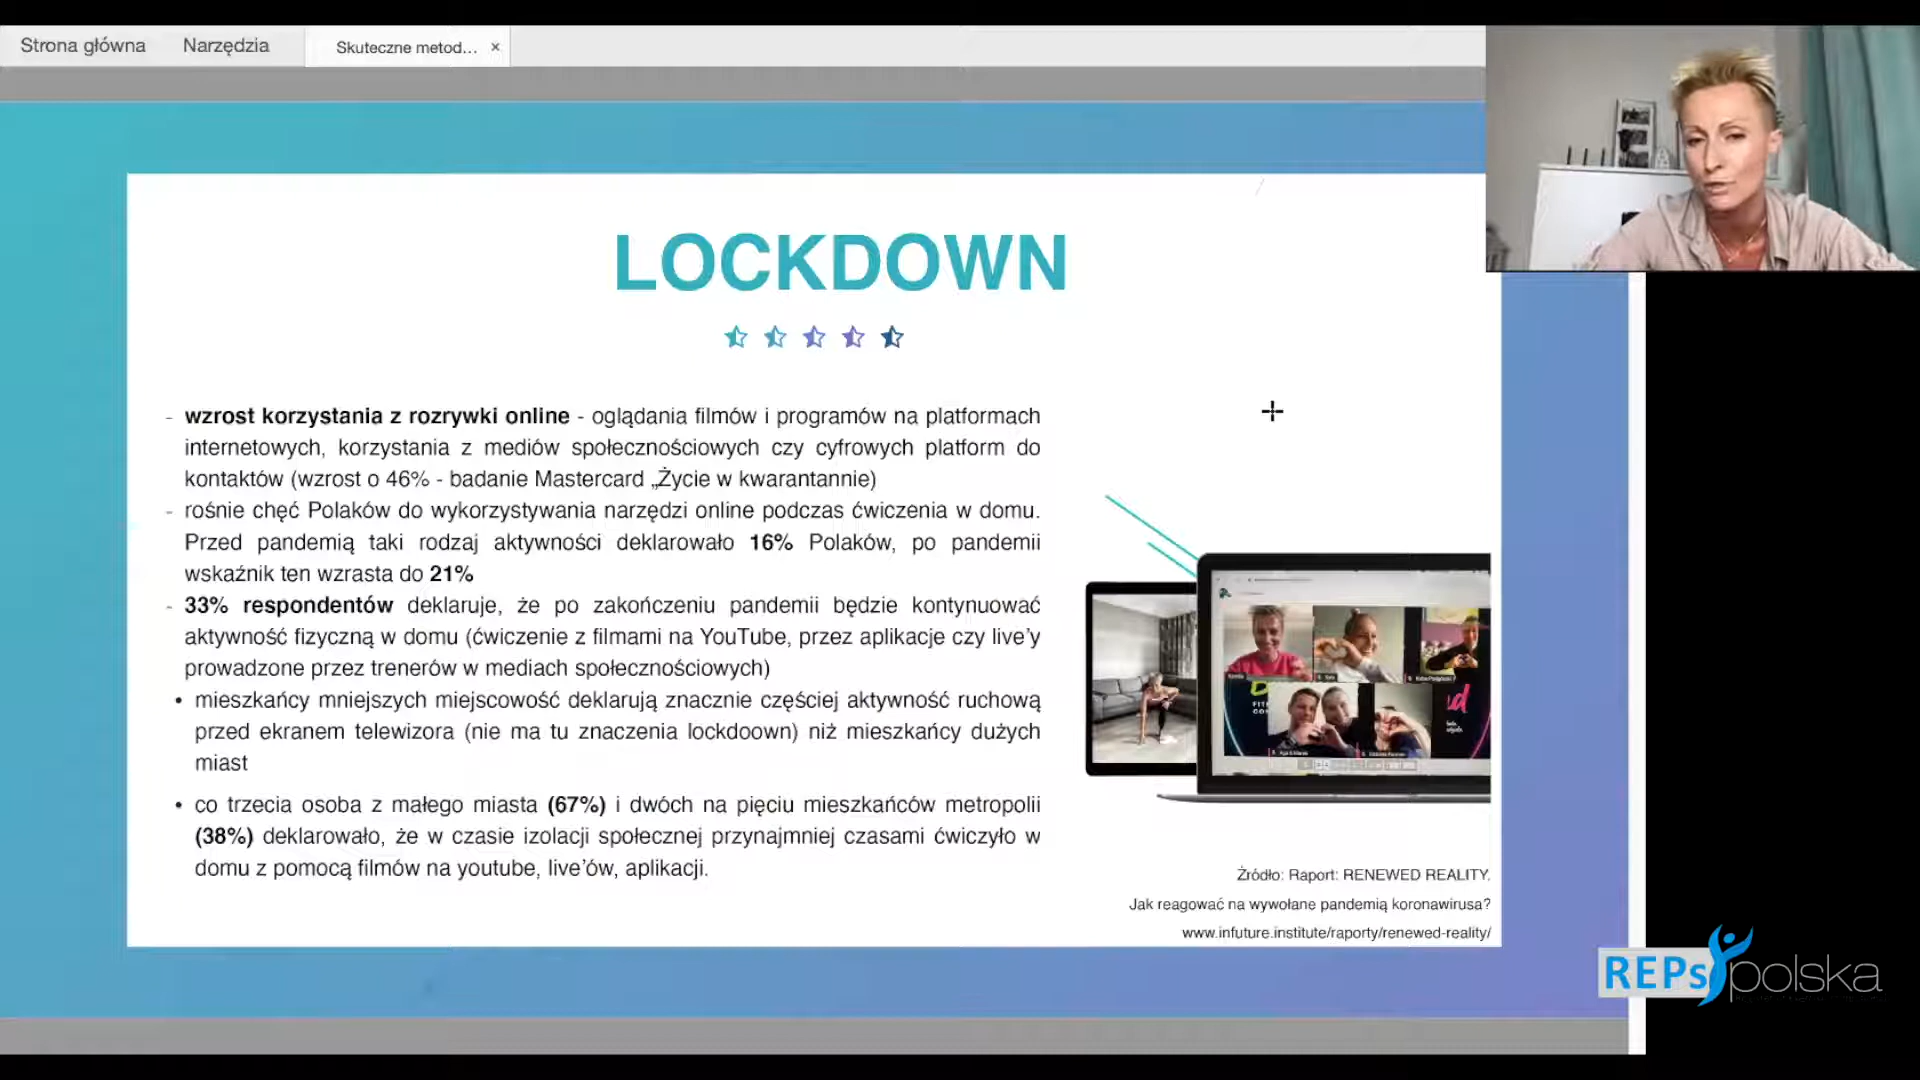 Strona główna
Narzędzia
Skuteczne metod... ×
LOCKDOWN
- wzrost korzystania z rozrywki online - oglądania filmów i programów na platformach
internetowych, korzystania z mediów społecznościowych czy cyfrowych platform do
kontaktów (wzrost o 46% - badanie Mastercard „Życie w kwarantannie)
- rośnie chęć Polaków do wykorzystywania narzędzi online podczas ćwiczenia w domu.
Przed pandemią taki rodzaj aktywności deklarowało 16% Polaków, po pandemii
wskaźnik ten wzrasta do 21%
- 33% respondentów deklaruje, że po zakończeniu pandemii będzie kontynuować
aktywność fizyczną w domu (ćwiczenie z filmami na YouTube, przez aplikacje czy live’y
prowadzone przez trenerów w mediach społecznościowych)
• mieszkańcy mniejszych miejscowość deklarują znacznie częściej aktywność ruchową
przed ekranem telewizora (nie ma tu znaczenia lockdoown) niż mieszkańcy dużych
miast
• co trzecia osoba z małego miasta (67%) i dwóch na pięciu mieszkańców metropolii
(38%) deklarowało, że w czasie izolacji społecznej przynajmniej czasami ćwiczyło w
domu z pomocą filmów na youtube, live’ów, aplikacji.
Źródło: Raport: RENEWED REALITY.
Jak reagować na wywołane pandemią koronawirusa?
www.infuture.institute/raporty/renewed-reality/
REPs polska